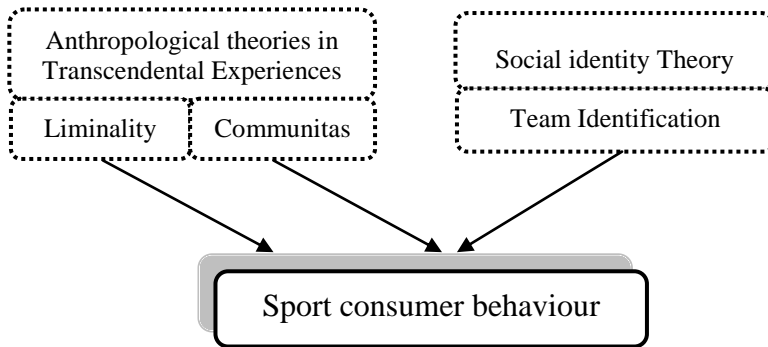 Anthropological theories in
Transcendental Experiences
Liminality
Communitas
Social identity Theory
Team Identification
Sport consumer behaviour